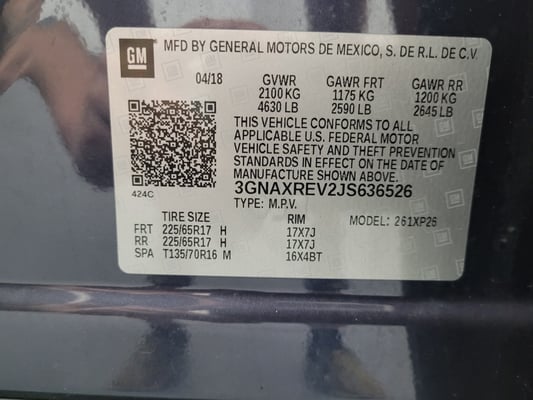 GM
MFD BY GENERAL MOTORS DE MEXICO, S. DE R.L. DE C.V.
04/18 GVWR GAWR FRT GAWR RR
2100 KG 1175 KG 1200 KG
4630 LB 2590 LB 2645 LB
THIS VEHICLE CONFORMS TO ALL
APPLICABLE U.S. FEDERAL MOTOR
VEHICLE SAFETY AND THEFT PREVENTION
STANDARDS IN EFFECT ON THE DATE OF
MANUFACTURE SHOWN ABOVE.
424C
3GNAXREV2JS636526
TYPE: M.P.V.
TIRE SIZE RIM MODEL: 261XP26
FRT 225/65R17 H 17X7J
RR 225/65R17 H 17X7J
SPA T135/70R16 M 16X4BT